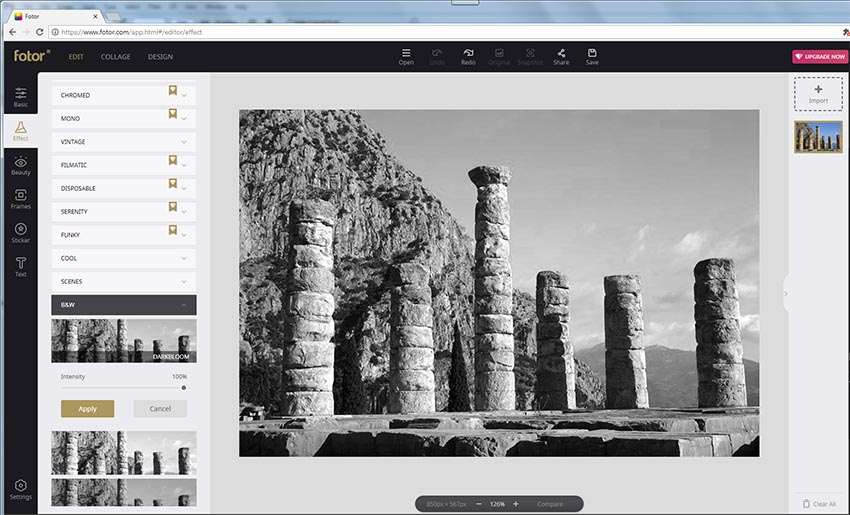 Fotor
https://www.fotor.com/app.html#/editor/effect
fotor
EDIT COLLAGE DESIGN
Open Undo Redo Original Snapshot Share Save
UPGRADE NOW
Basic
Effect
Beauty
Frames
Sticker
Text
Settings
CHROMED
MONO
VINTAGE
FILMATIC
DISPOSABLE
SERENITY
FUNKY
COOL
SCENES
B&W
DARKBLOOM
Intensity 100%
Apply Cancel
850px × 567px 126% Compare
Import
Clear All